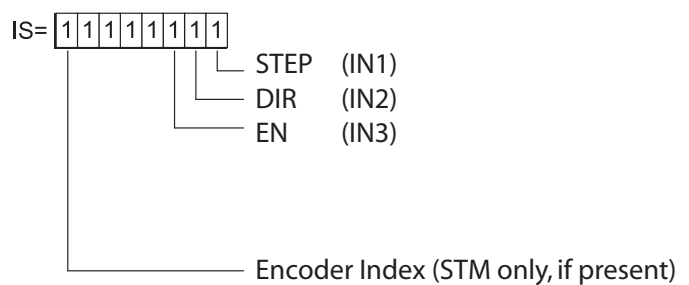 IS= 1 1 1 1 1 1 1 1
STEP (IN1)
DIR (IN2)
EN (IN3)
Encoder Index (STM only, if present)